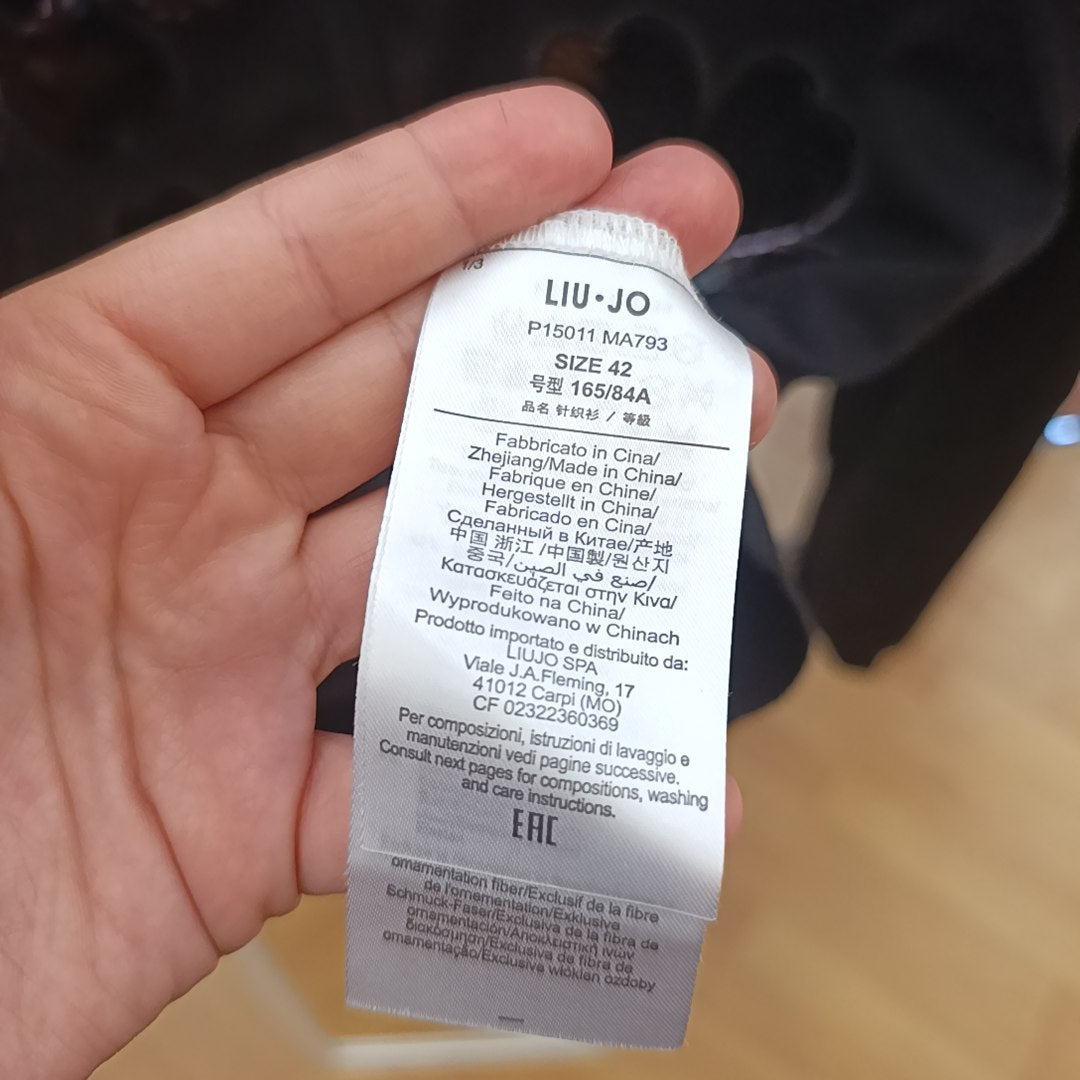 1/3
LIU•JO
P15011 MA793
SIZE 42
号型 165/84A
品名 针织衫 / 等級
Fabbricato in Cina/
Zhejiang/Made in China/
Fabrique en Chine/
Hergestellt in China/
Fabricado en Cina/
Сделанный в Китае/产地
中国 浙江 /中国製/원산지
중국/صنع في الصين/
Κατασκευάζεται στην Κινα/
Feito na China/
Wyprodukowano w Chinach
Prodotto importato e distribuito da:
LIUJO SPA
Viale J.A.Fleming, 17
41012 Carpi (MO)
CF 02322360369
Per composizioni, istruzioni di lavaggio e
manutenzioni vedi pagine successive.
Consult next pages for compositions, washing
and care instructions.
EAC
ornamentation fiber/Exclusif de la fibre
de l'ornementation/Exklusive
Schmuck-Faser/Exclusiva de la fibra de
ornamentación/Αποκλειστική ινών
διακόσμηση/Exclusive de fibra de
ornamentação/Exclusive włókien ozdoby